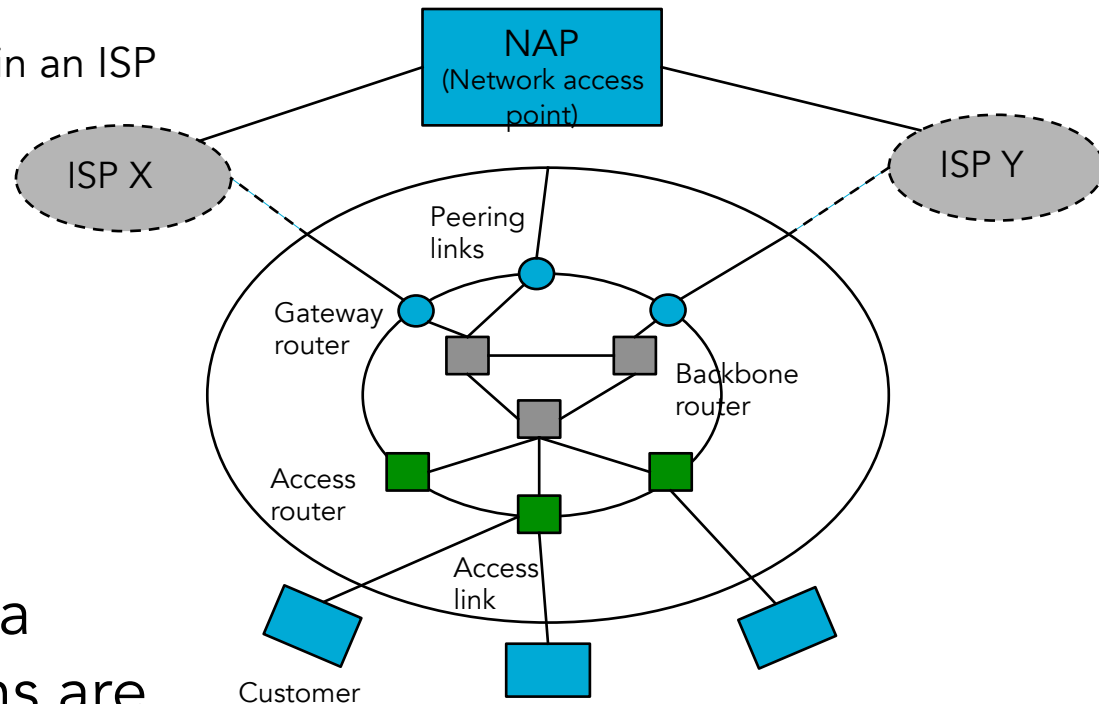 in an ISP
NAP
(Network access
point)
ISP X
ISP Y
Peering
links
Gateway
router
Backbone
router
Access
router
Access
link
a
ns are
Customer